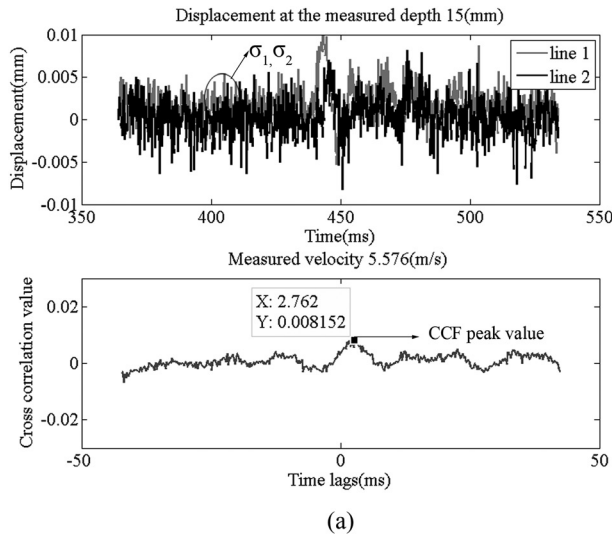 Displacement at the measured depth 15(mm)
0.01
0.005
0
-0.005
-0.01
Displacement(mm)
σ1,σ2
line 1
line 2
350
400
450
500
550
Time(ms)
Measured velocity 5.576(m/s)
0.02
0
-0.02
Cross correlation value
X: 2.762
Y: 0.008152
CCF peak value
-50
0
50
Time lags(ms)
(a)